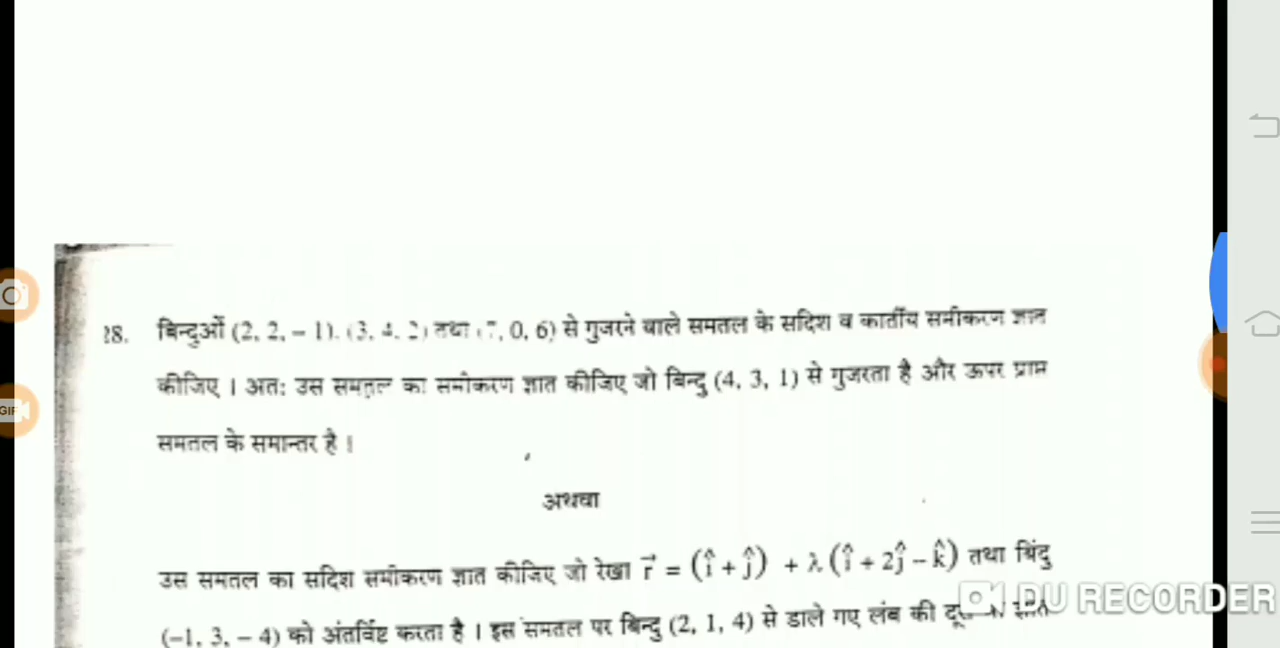 28. बिन्दुओं (2, 2, – 1), (3, 4, 2) तथा (7, 0, 6) से गुजरने वाले समतल के सदिश व कार्तीय समीकरण ज्ञात
कीजिए । अतः उस समतल का समीकरण ज्ञात कीजिए जो बिन्दु (4, 3, 1) से गुजरता है और ऊपर प्राप्त
समतल के समान्तर है ।
अथवा
उस समतल का सदिश समीकरण ज्ञात कीजिए जो रेखा r⃗ = (î + ĵ) + λ (î + 2ĵ – k̂) तथा बिंदु
(–1, 3, – 4) को अंतर्विष्ट करता है । इस समतल पर बिन्दु (2, 1, 4) से डाले गए लंब की
DU RECORDER
GIF